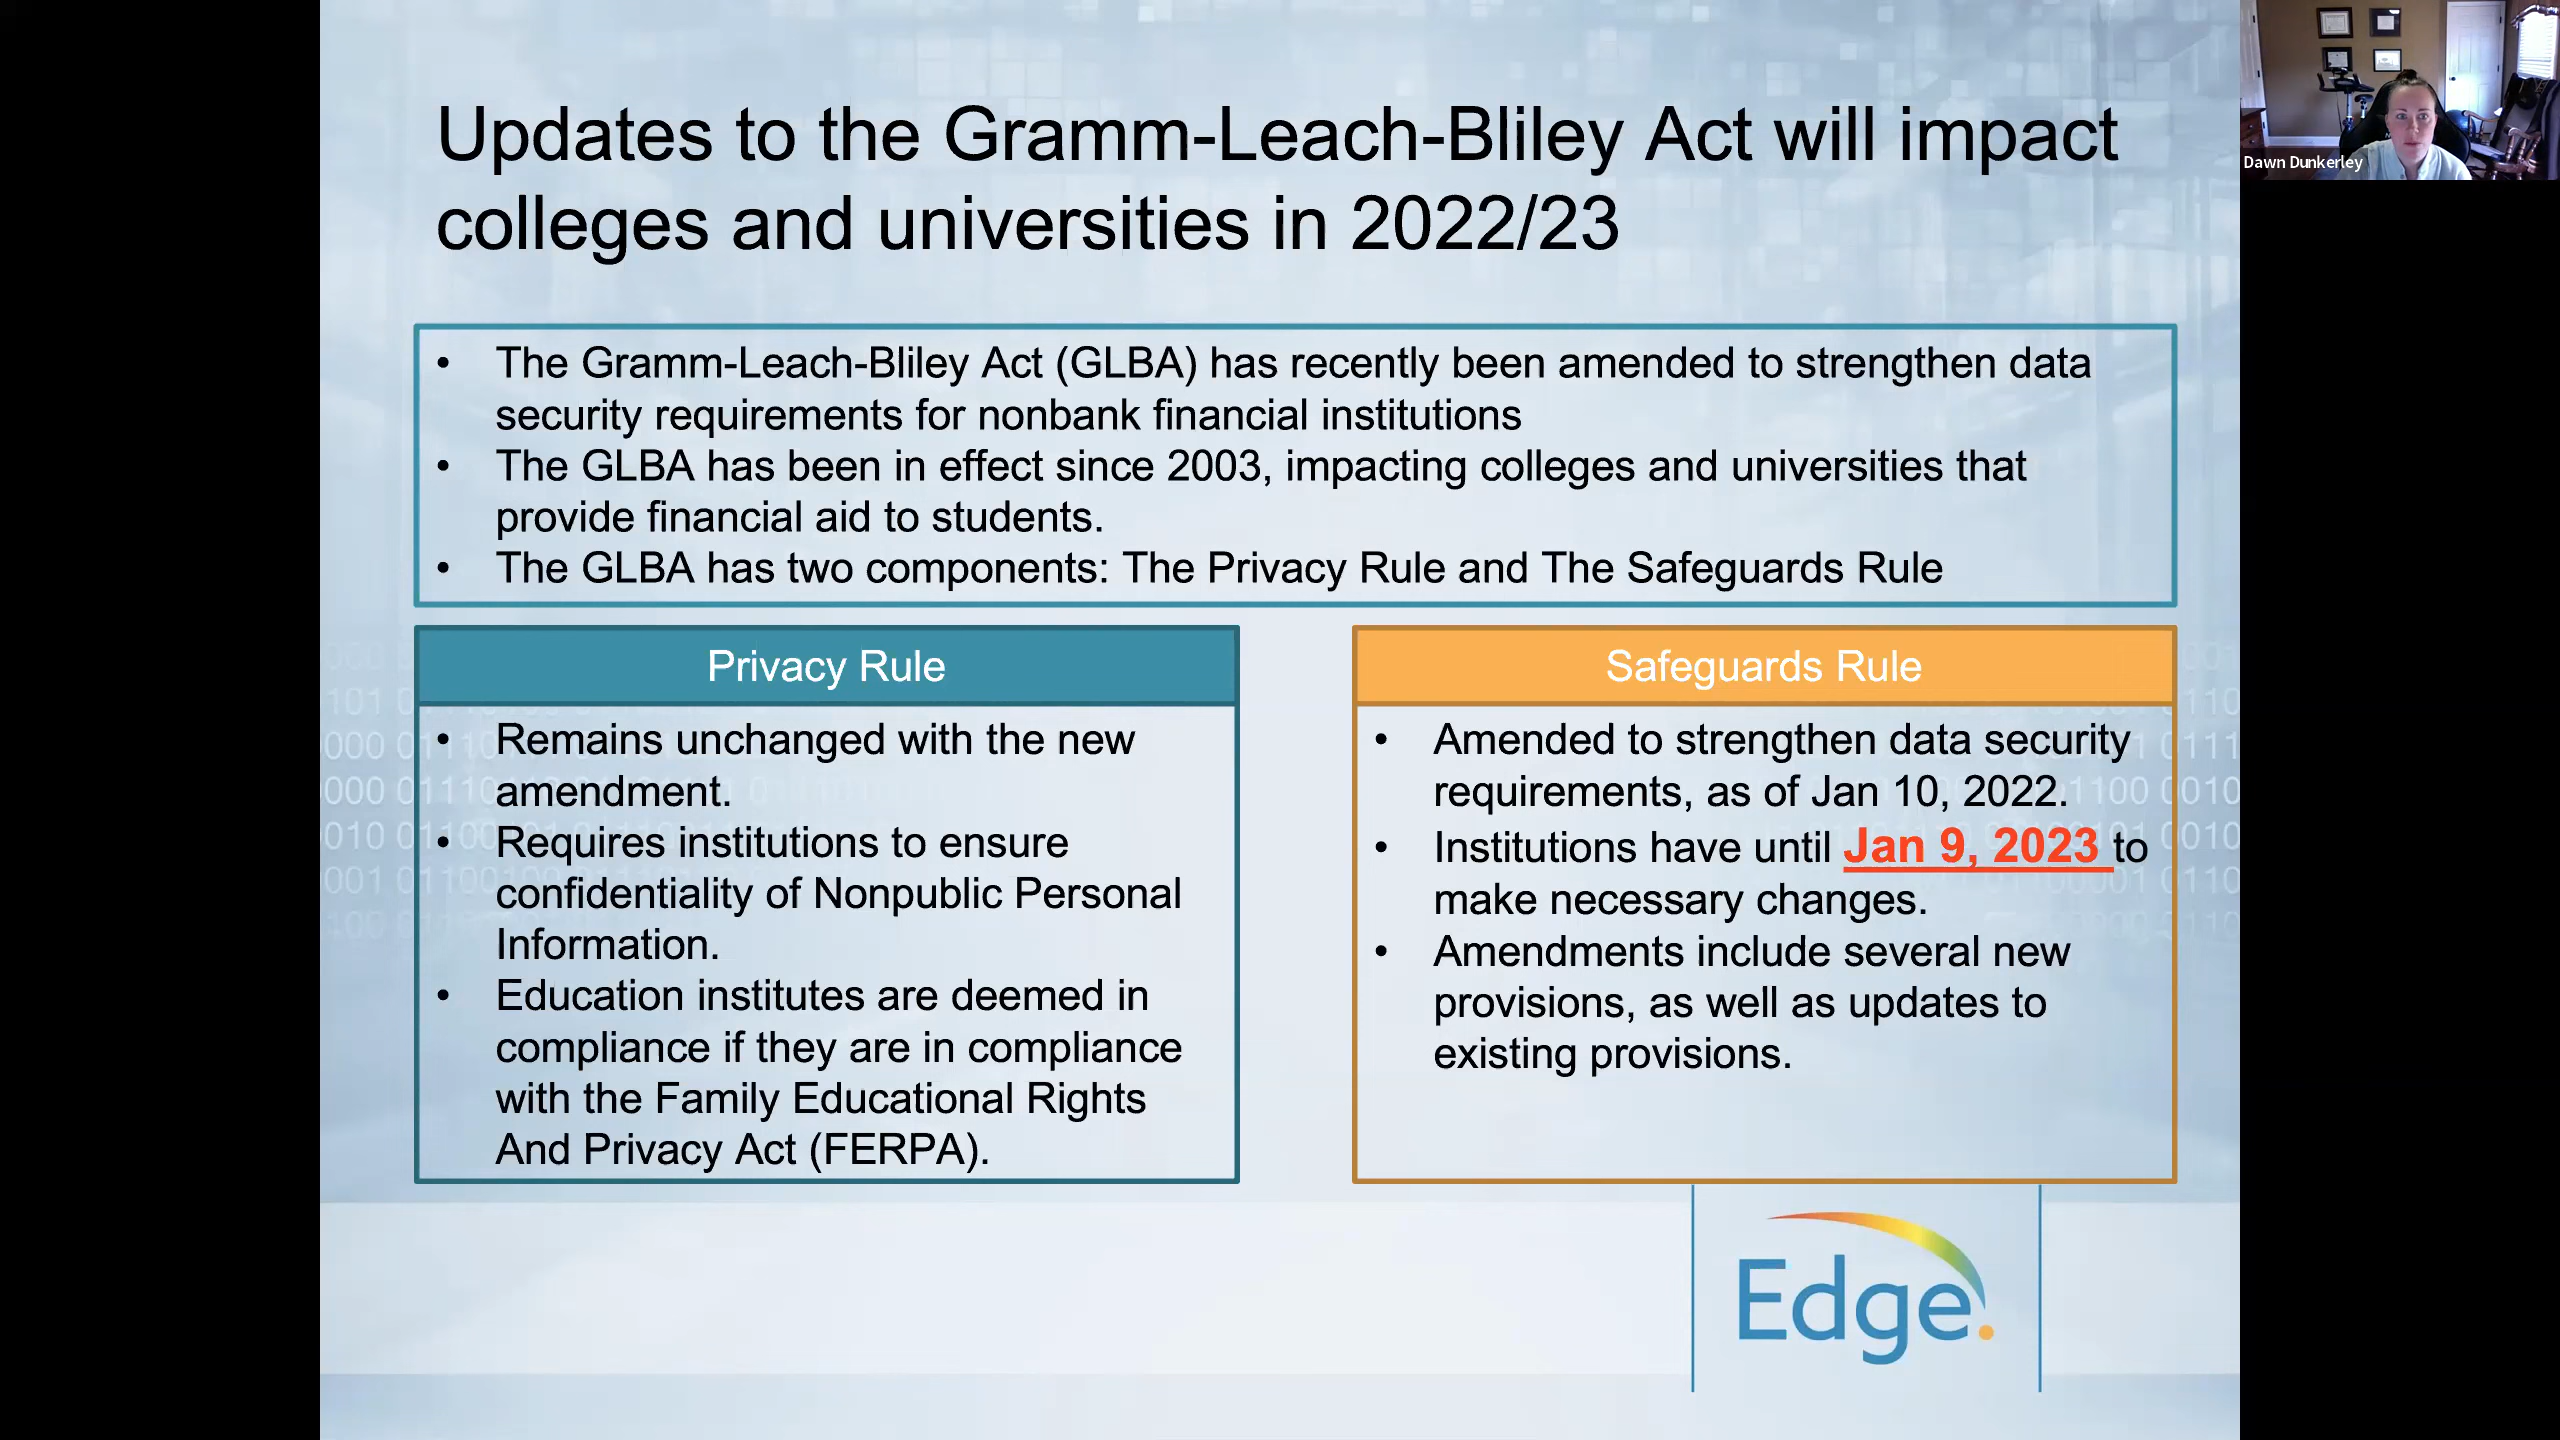 Updates to the Gramm-Leach-Bliley Act will impact
colleges and universities in 2022/23
Dawn Dunkerley
• The Gramm-Leach-Bliley Act (GLBA) has recently been amended to strengthen data
security requirements for nonbank financial institutions
• The GLBA has been in effect since 2003, impacting colleges and universities that
provide financial aid to students.
• The GLBA has two components: The Privacy Rule and The Safeguards Rule
Privacy Rule
• Remains unchanged with the new
amendment.
• Requires institutions to ensure
confidentiality of Nonpublic Personal
Information.
• Education institutes are deemed in
compliance if they are in compliance
with the Family Educational Rights
And Privacy Act (FERPA).
Safeguards Rule
• Amended to strengthen data security
requirements, as of Jan 10, 2022.
• Institutions have until Jan 9, 2023 to
make necessary changes.
• Amendments include several new
provisions, as well as updates to
existing provisions.
Edge.